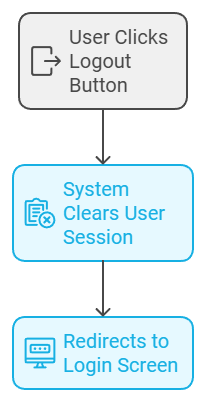 User Clicks
Logout
Button
System
Clears User
Session
Redirects to
Login Screen